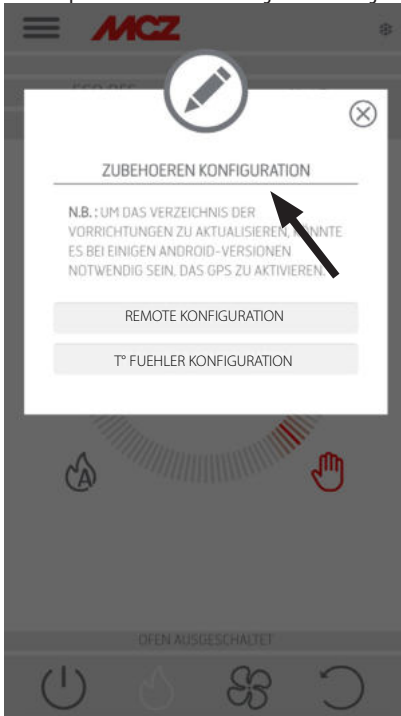 MCZ
ZUBEHOEREN KONFIGURATION
N.B. : UM DAS VERZEICHNIS DER
VORRICHTUNGEN ZU AKTUALISIEREN, KÖNNTE
ES BEI EINIGEN ANDROID-VERSIONEN
NOTWENDIG SEIN, DAS GPS ZU AKTIVIEREN.
REMOTE KONFIGURATION
T° FUEHLER KONFIGURATION
A
OFEN AUSGESCHALTET